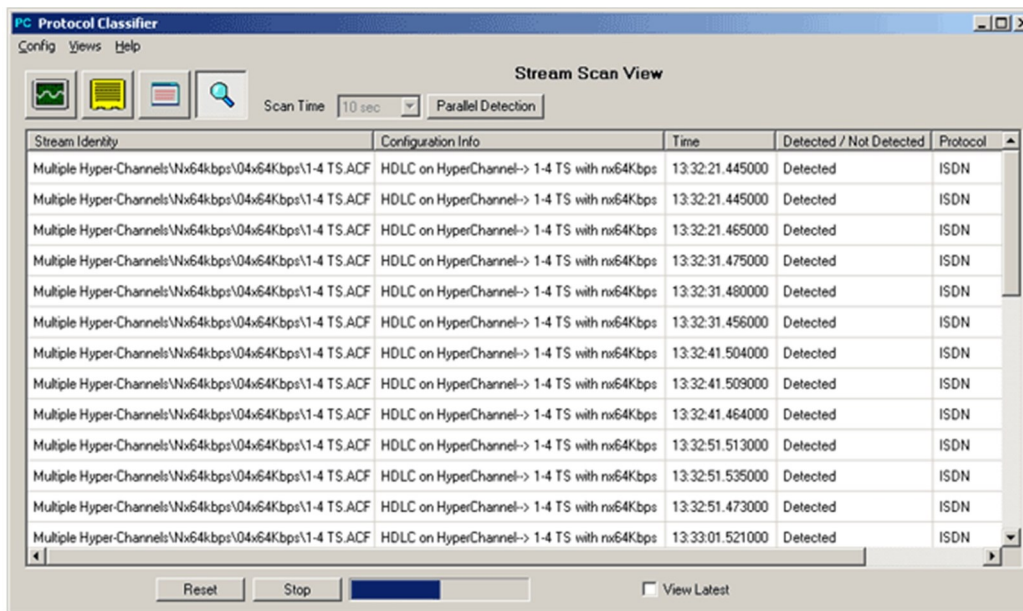 PC Protocol Classifier
Config Views Help
Stream Scan View
Scan Time 10 sec Parallel Detection
Stream Identity Configuration Info Time Detected / Not Detected Protocol
Multiple Hyper-Channels\Nx64kbps\04x64Kbps\1-4 TS.ACF HDLC on HyperChannel--> 1-4 TS with nx64Kbps 13:32:21.445000 Detected ISDN
Multiple Hyper-Channels\Nx64kbps\04x64Kbps\1-4 TS.ACF HDLC on HyperChannel--> 1-4 TS with nx64Kbps 13:32:21.445000 Detected ISDN
Multiple Hyper-Channels\Nx64kbps\04x64Kbps\1-4 TS.ACF HDLC on HyperChannel--> 1-4 TS with nx64Kbps 13:32:21.465000 Detected ISDN
Multiple Hyper-Channels\Nx64kbps\04x64Kbps\1-4 TS.ACF HDLC on HyperChannel--> 1-4 TS with nx64Kbps 13:32:31.475000 Detected ISDN
Multiple Hyper-Channels\Nx64kbps\04x64Kbps\1-4 TS.ACF HDLC on HyperChannel--> 1-4 TS with nx64Kbps 13:32:31.480000 Detected ISDN
Multiple Hyper-Channels\Nx64kbps\04x64Kbps\1-4 TS.ACF HDLC on HyperChannel--> 1-4 TS with nx64Kbps 13:32:31.456000 Detected ISDN
Multiple Hyper-Channels\Nx64kbps\04x64Kbps\1-4 TS.ACF HDLC on HyperChannel--> 1-4 TS with nx64Kbps 13:32:41.504000 Detected ISDN
Multiple Hyper-Channels\Nx64kbps\04x64Kbps\1-4 TS.ACF HDLC on HyperChannel--> 1-4 TS with nx64Kbps 13:32:41.509000 Detected ISDN
Multiple Hyper-Channels\Nx64kbps\04x64Kbps\1-4 TS.ACF HDLC on HyperChannel--> 1-4 TS with nx64Kbps 13:32:41.464000 Detected ISDN
Multiple Hyper-Channels\Nx64kbps\04x64Kbps\1-4 TS.ACF HDLC on HyperChannel--> 1-4 TS with nx64Kbps 13:32:51.513000 Detected ISDN
Multiple Hyper-Channels\Nx64kbps\04x64Kbps\1-4 TS.ACF HDLC on HyperChannel--> 1-4 TS with nx64Kbps 13:32:51.535000 Detected ISDN
Multiple Hyper-Channels\Nx64kbps\04x64Kbps\1-4 TS.ACF HDLC on HyperChannel--> 1-4 TS with nx64Kbps 13:32:51.473000 Detected ISDN
Multiple Hyper-Channels\Nx64kbps\04x64Kbps\1-4 TS.ACF HDLC on HyperChannel--> 1-4 TS with nx64Kbps 13:33:01.521000 Detected ISDN
Reset Stop View Latest